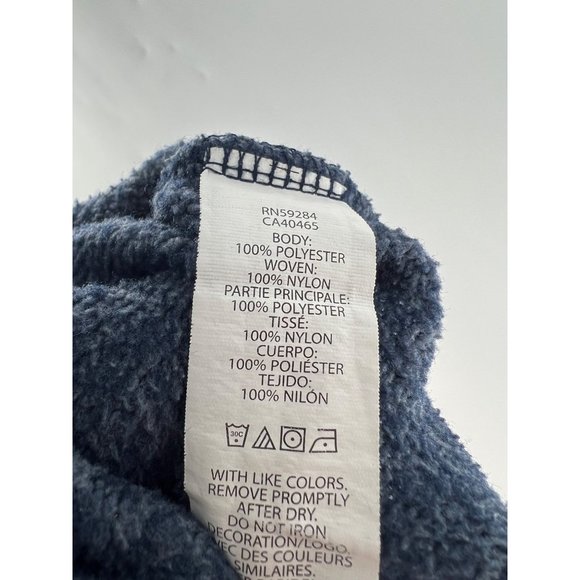 RN59284
CA40465
BODY:
100% POLYESTER
WOVEN:
100% NYLON
PARTIE PRINCIPALE:
100% POLYESTER
TISSÉ:
100% NYLON
CUERPO:
100% POLIÉSTER
TEJIDO:
100% NILÓN
30C
WITH LIKE COLORS.
REMOVE PROMPTLY
AFTER DRY.
DO NOT IRON
DECORATION/LOGO.
AVEC DES COULEURS
SIMILAIRES.